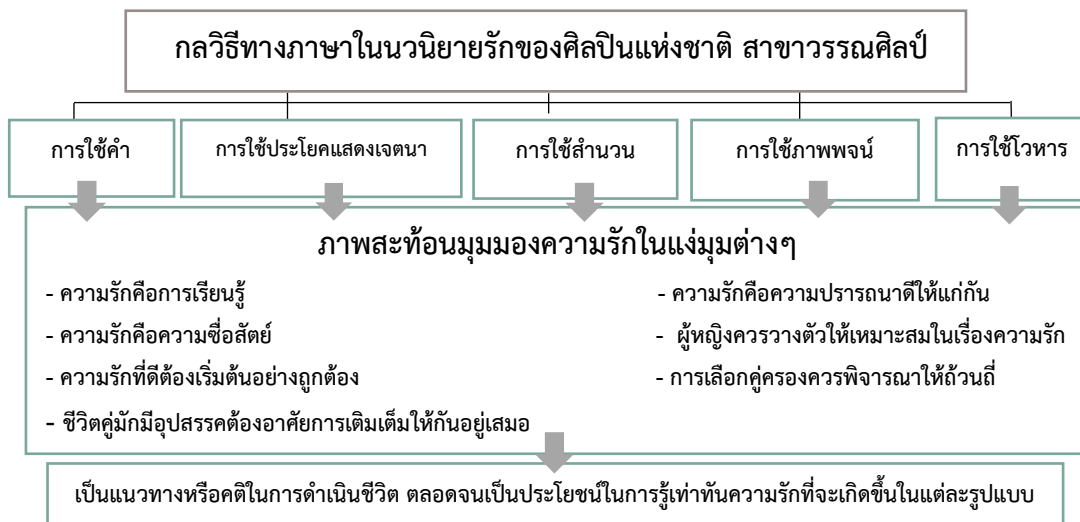 กลวิธีทางภาษาในนวนิยายรักของศิลปินแห่งชาติ สาขาวรรณศิลป์
การใช้คำ
การใช้ประโยคแสดงเจตนา
การใช้สำนวน
การใช้ภาพพจน์
การใช้โวหาร
ภาพสะท้อนมุมมองความรักในแง่มุมต่างๆ
- ความรักคือการเรียนรู้
- ความรักคือความซื่อสัตย์
- ความรักที่ดีต้องเริ่มต้นอย่างถูกต้อง
- ชีวิตคู่มักมีอุปสรรคต้องอาศัยการเติมเต็มให้กันอยู่เสมอ
- ความรักคือความปรารถนาดีให้แก่กัน
- ผู้หญิงควรวางตัวให้เหมาะสมในเรื่องความรัก
- การเลือกคู่ครองควรพิจารณาให้ถ้วนถี่
เป็นแนวทางหรือคติในการดำเนินชีวิต ตลอดจนเป็นประโยชน์ในการรู้เท่าทันความรักที่จะเกิดขึ้นในแต่ละรูปแบบ